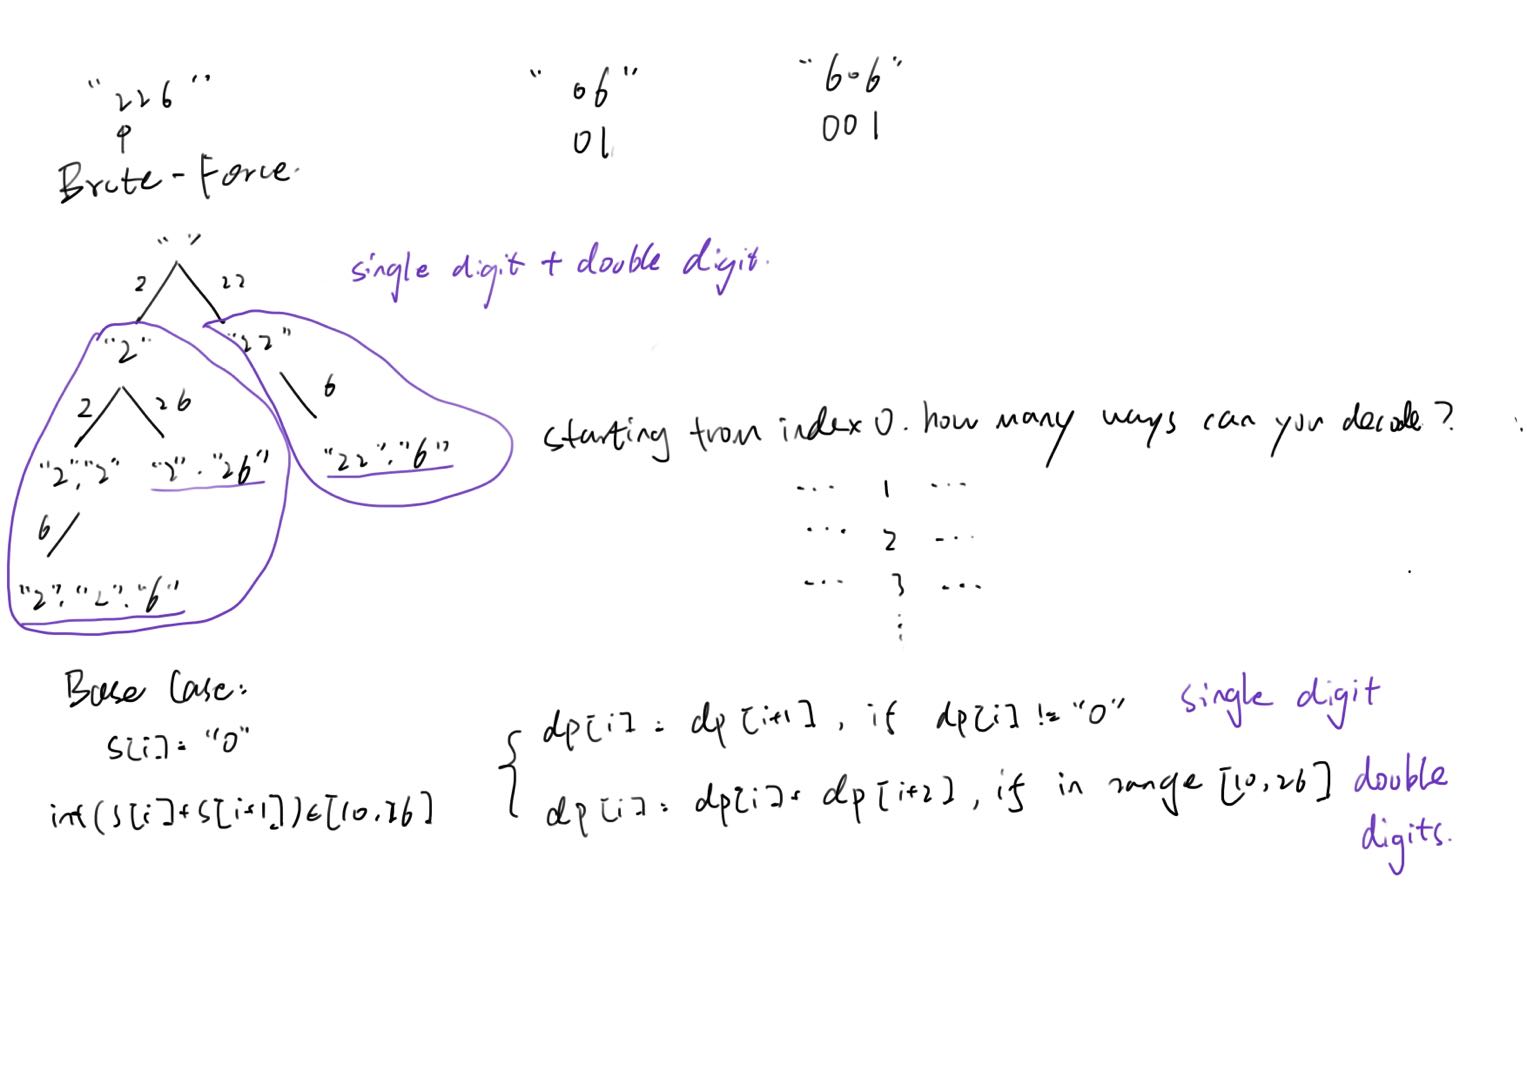 "226"
"06"
"606"
01
001
Brute-Force.
" "
2 22
single digit + double digit.
"2" "22"
2 26 6
"2","2" "2"."26" "22"."6"
6
"2"."2"."6"
starting from index 0. how many ways can you decode?
... 1 ...
... 2 ...
... 3 ...
⋮
Base Case:
s[i] = "0"
int(s[i]+s[i+1])∈[10,26]
{ dp[i] = dp[i+1], if dp[i] != "0" single digit
dp[i] = dp[i]+ dp[i+2], if in range [10,26] double
digits.